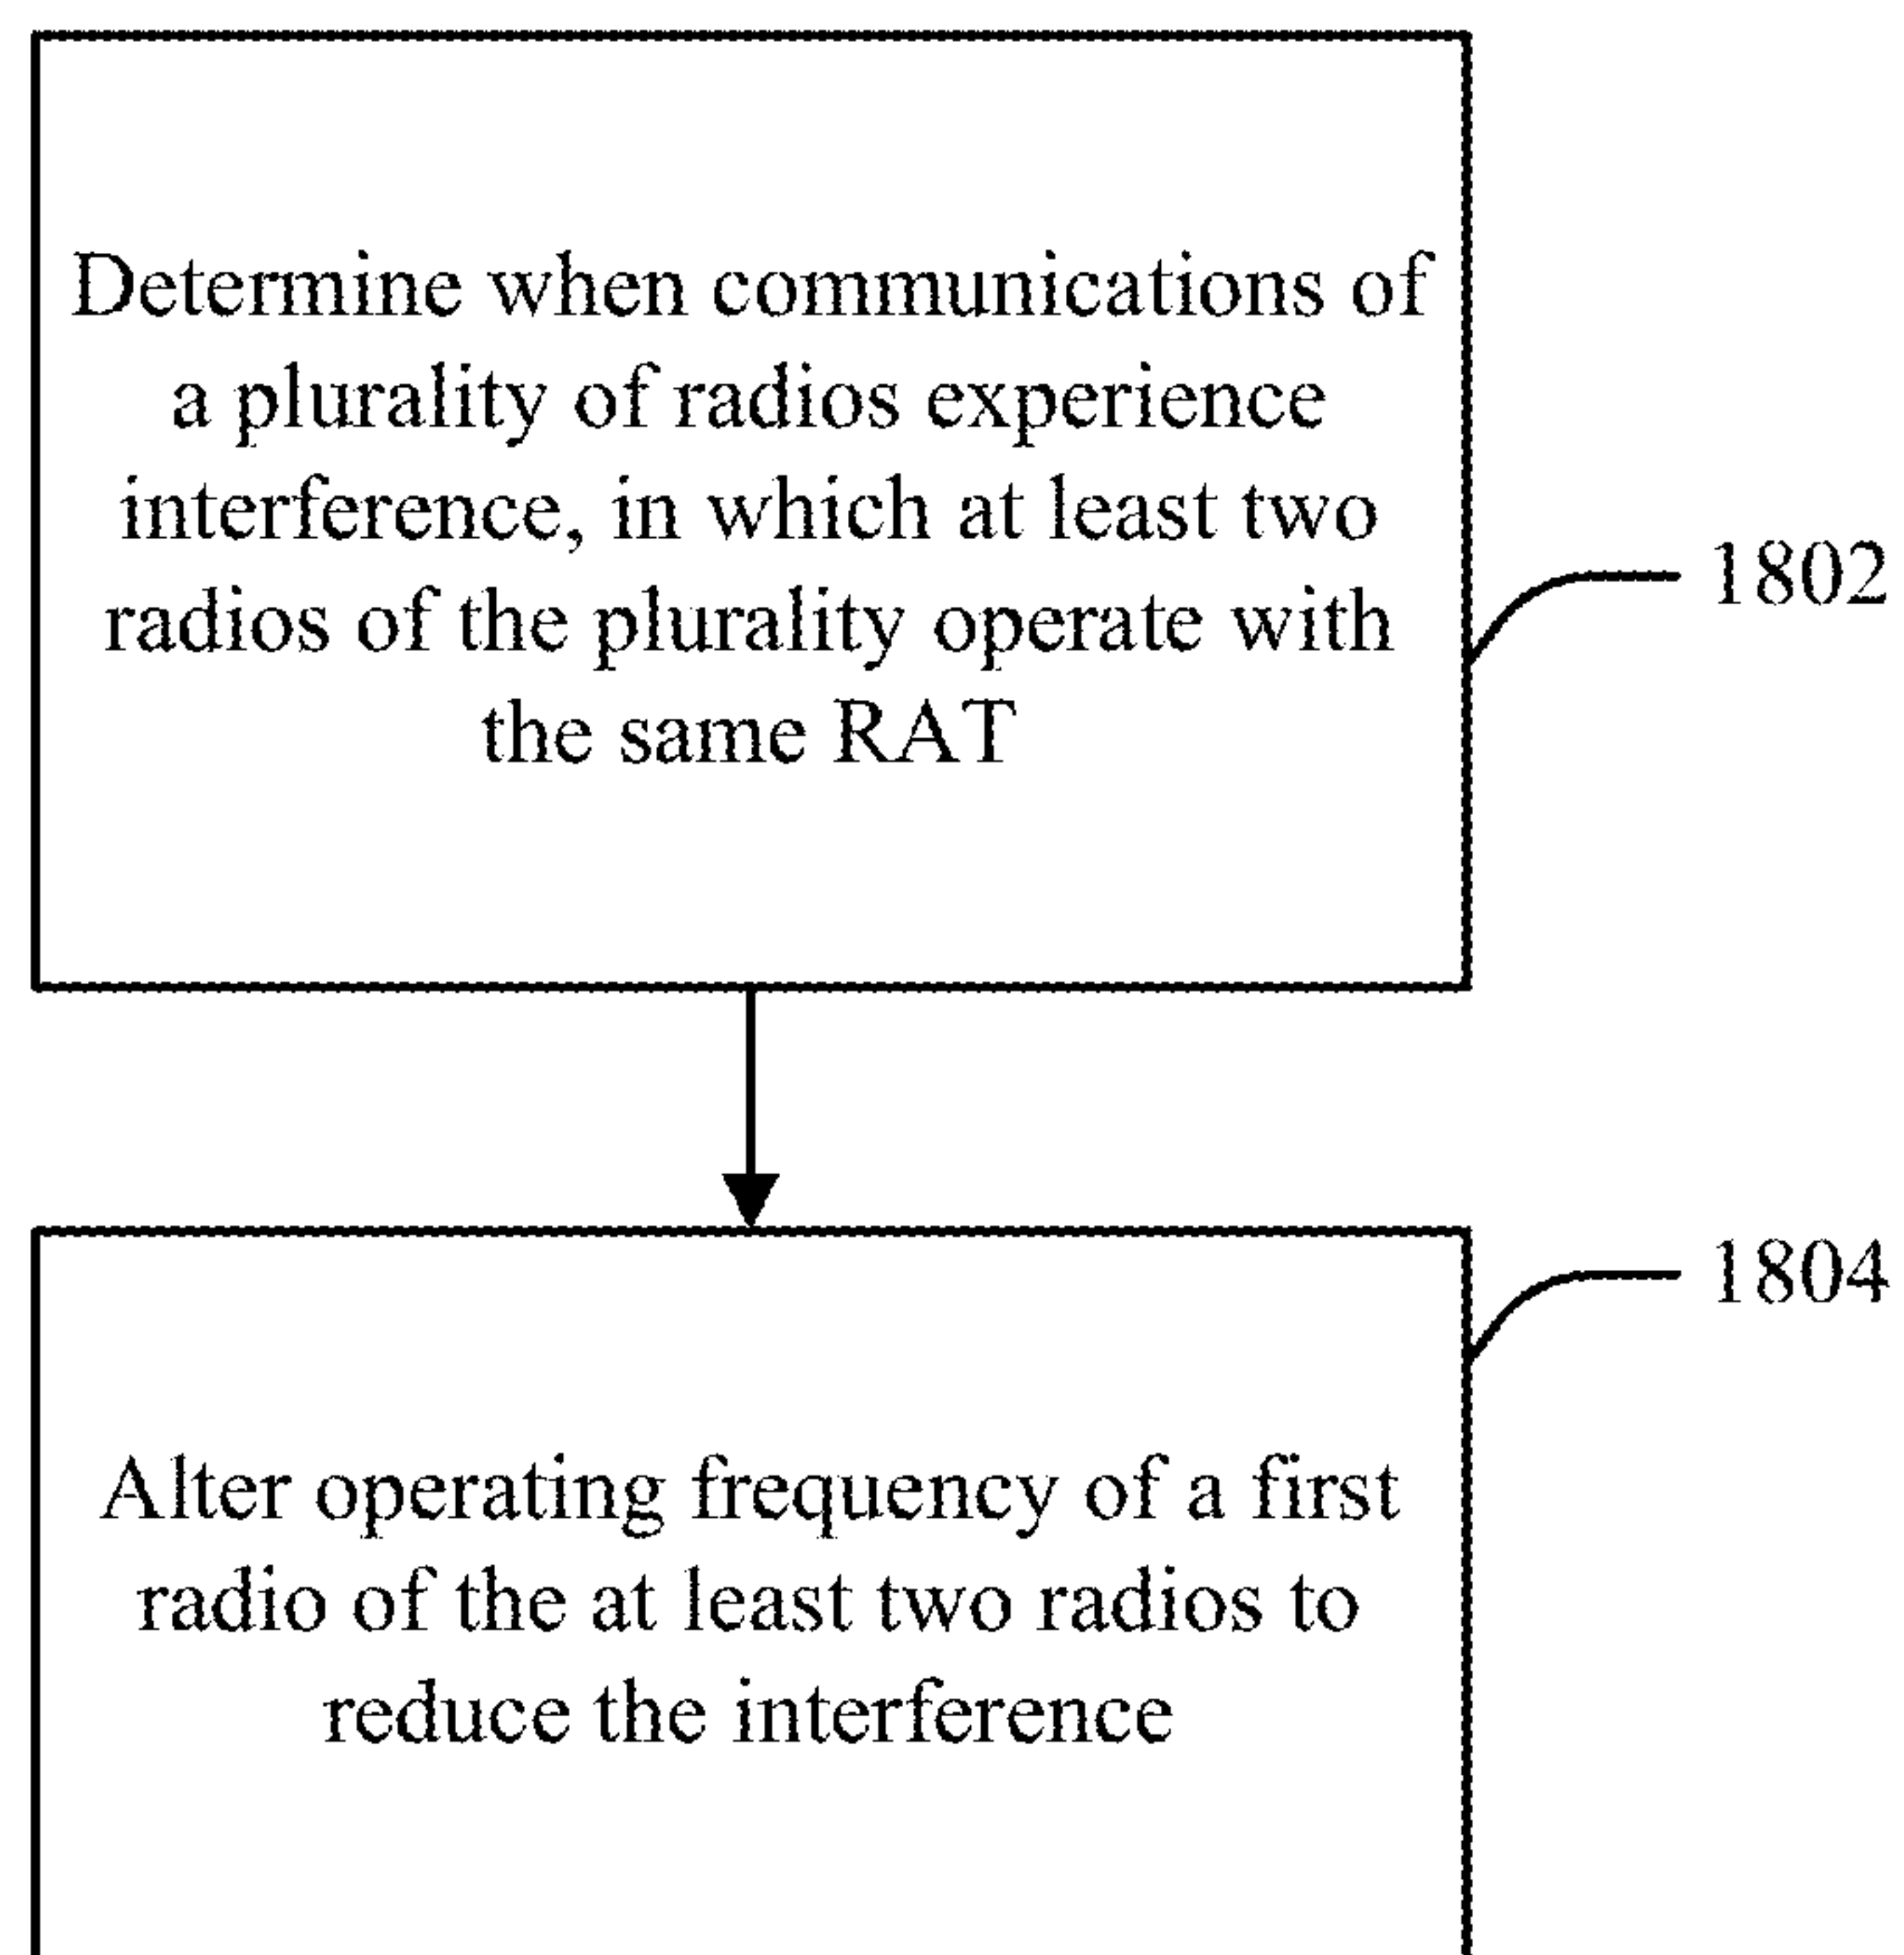 Determine when communications of
a plurality of radios experience
interference, in which at least two
radios of the plurality operate with
the same RAT
1802
1804
Alter operating frequency of a first
radio of the at least two radios to
reduce the interference